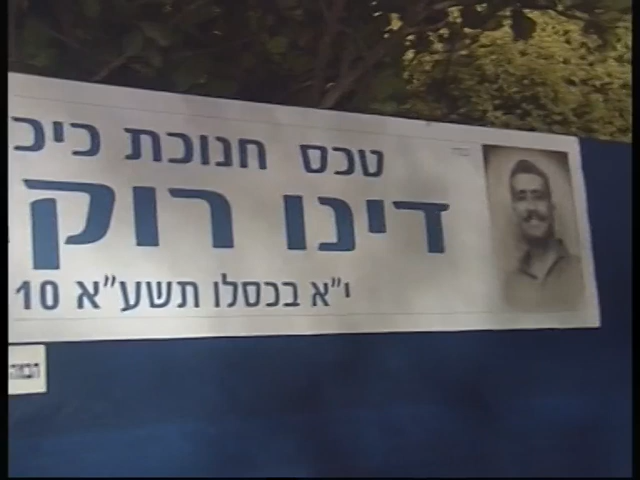 טכס חנוכת כיכ
דינו רוק
י"א בכסלו תשע"א 10